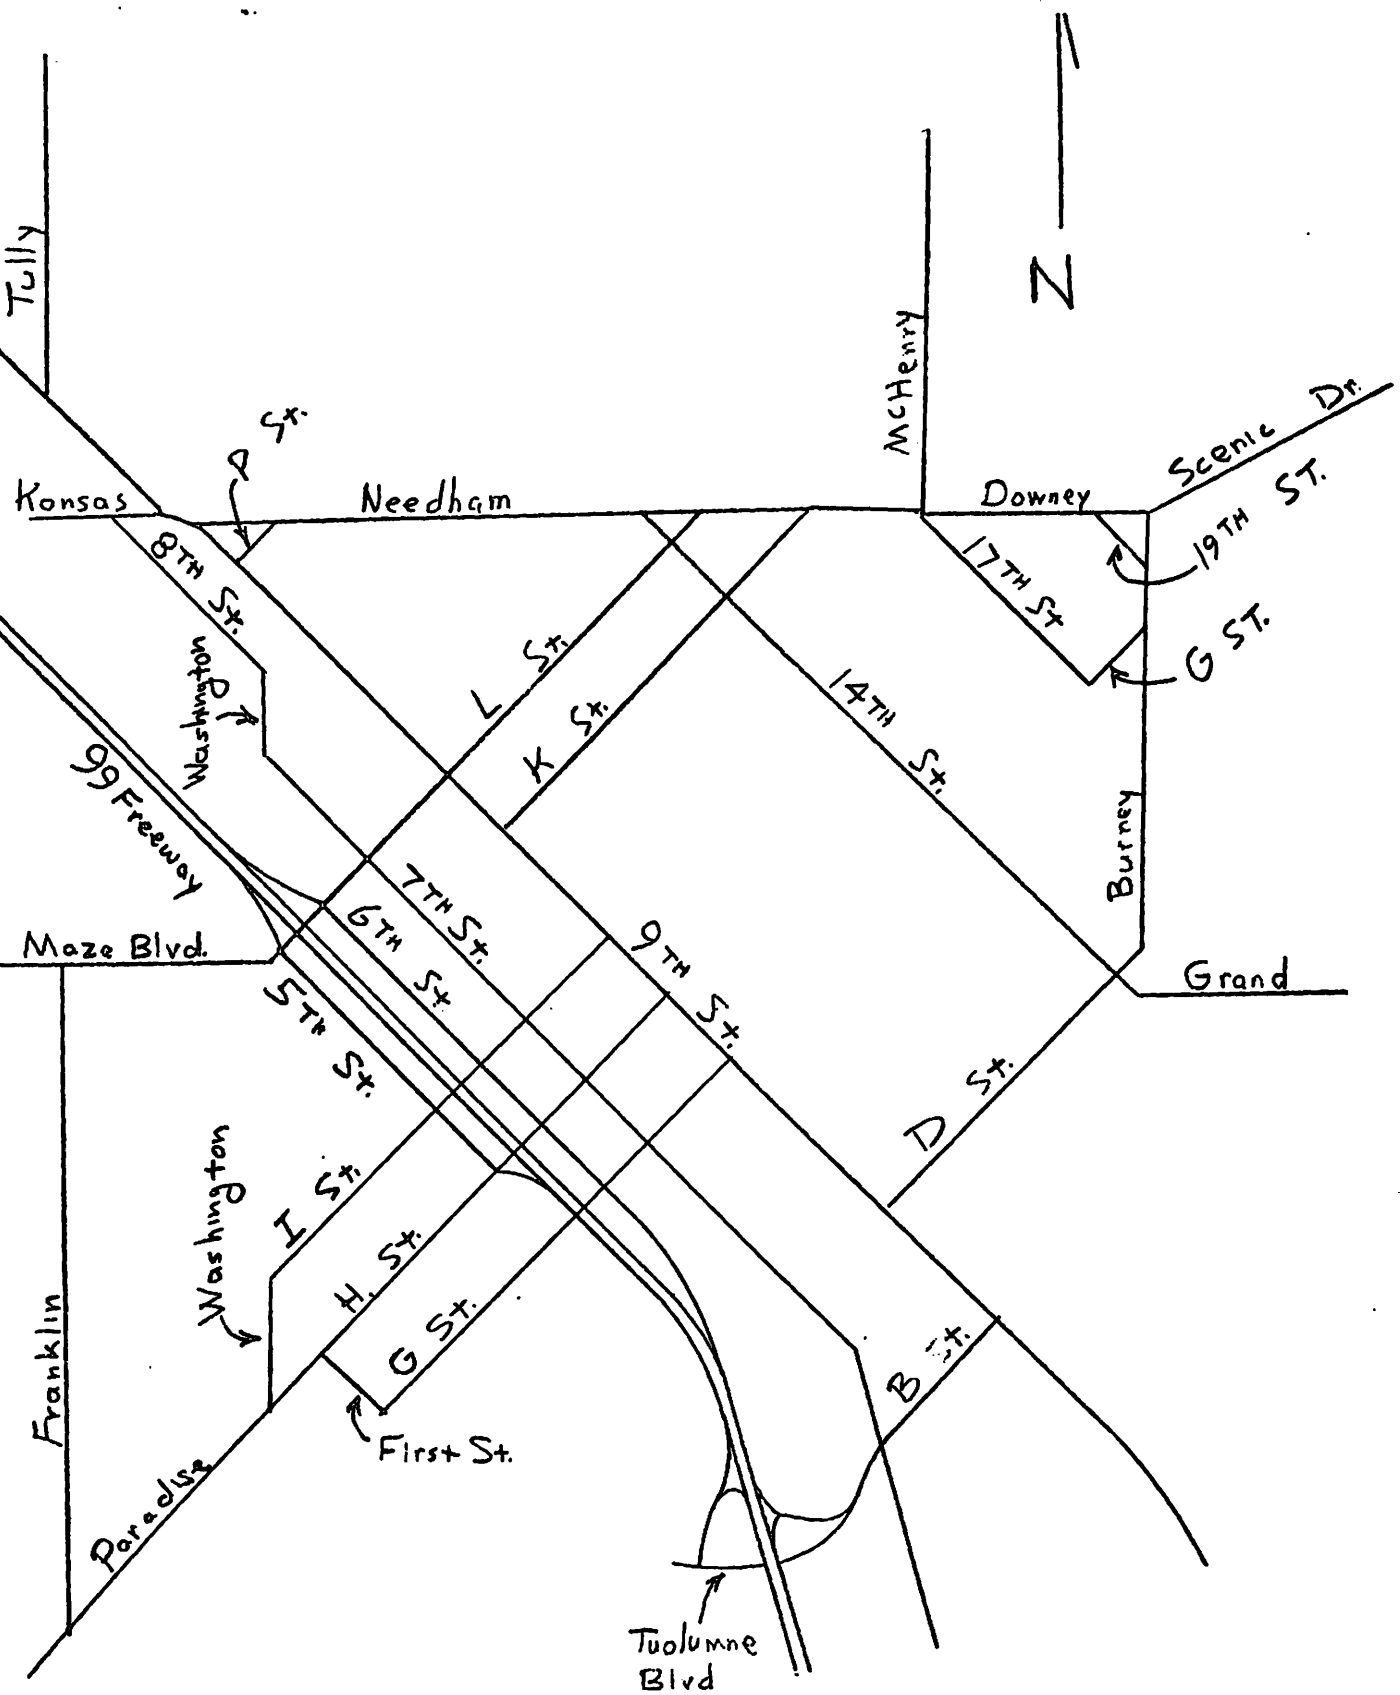 Tully
N
McHenry
Scenic Dr.
P St.
Kansas
Needham
Downey
19TH ST.
8TH St.
17TH St
G ST.
Washington
L St.
K St.
14TH St.
99 Freeway
Burney
Maze Blvd.
7TH St.
6TH St
9TH St.
Grand
5TH St.
D St.
Washington
I St.
H. St.
G St.
Franklin
B St.
First St.
Paradise
Tuolumne
Blvd